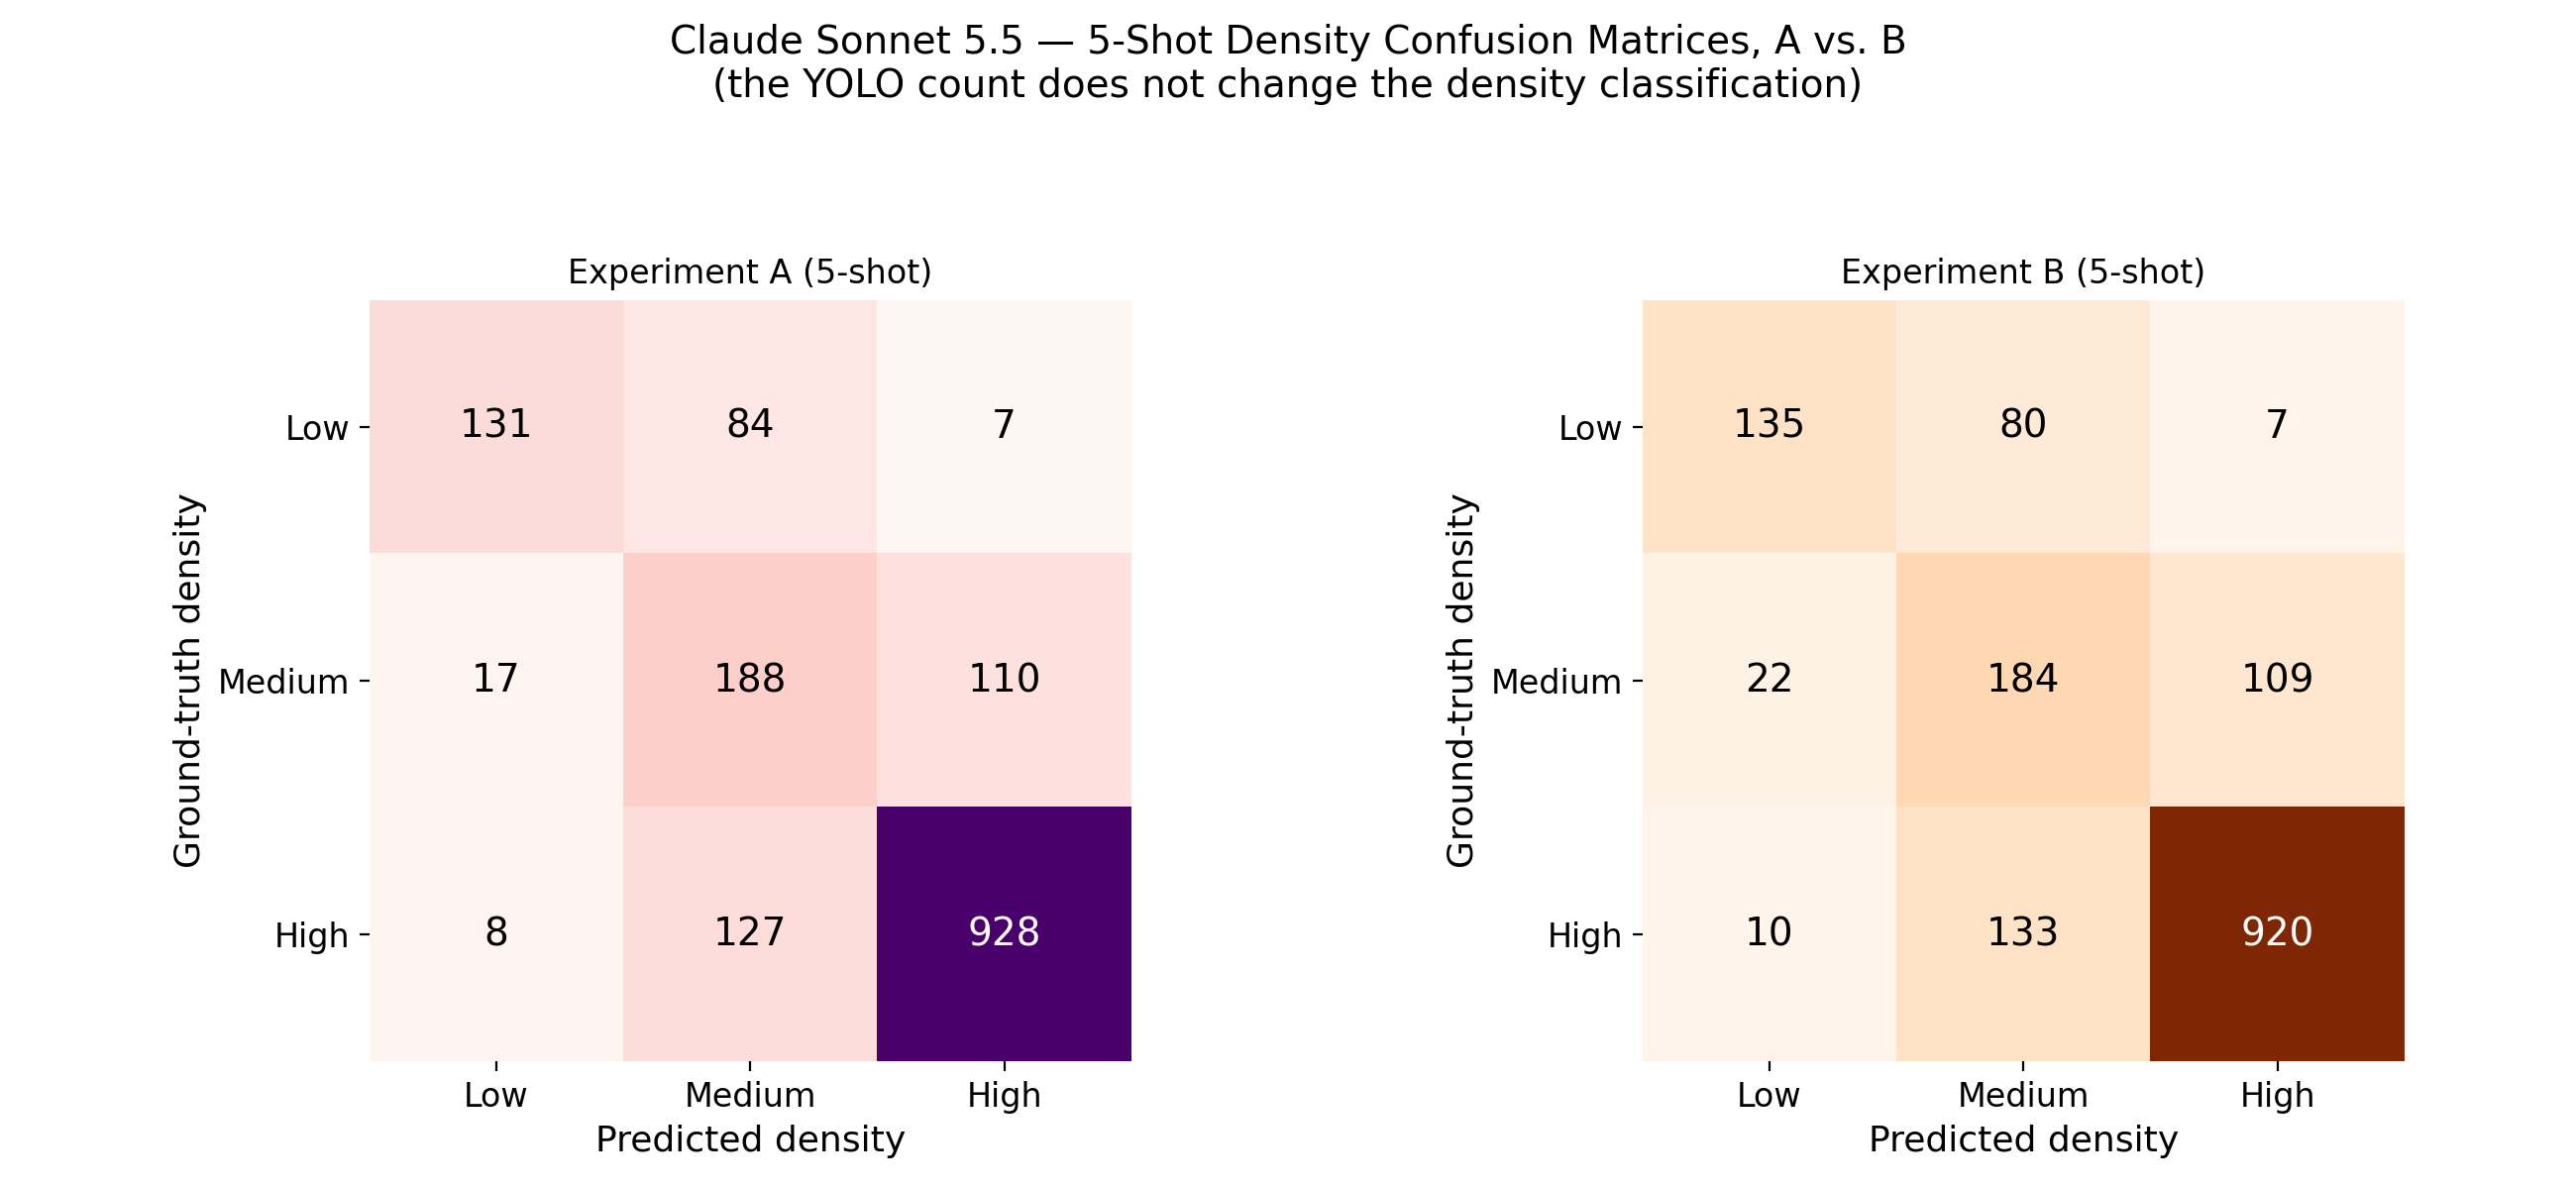 Claude Sonnet 5.5 — 5-Shot Density Confusion Matrices, A vs. B
(the YOLO count does not change the density classification)
Experiment A (5-shot)
Ground-truth density
Low 131 84 7
Medium 17 188 110
High 8 127 928
Low Medium High
Predicted density
Experiment B (5-shot)
Ground-truth density
Low 135 80 7
Medium 22 184 109
High 10 133 920
Low Medium High
Predicted density